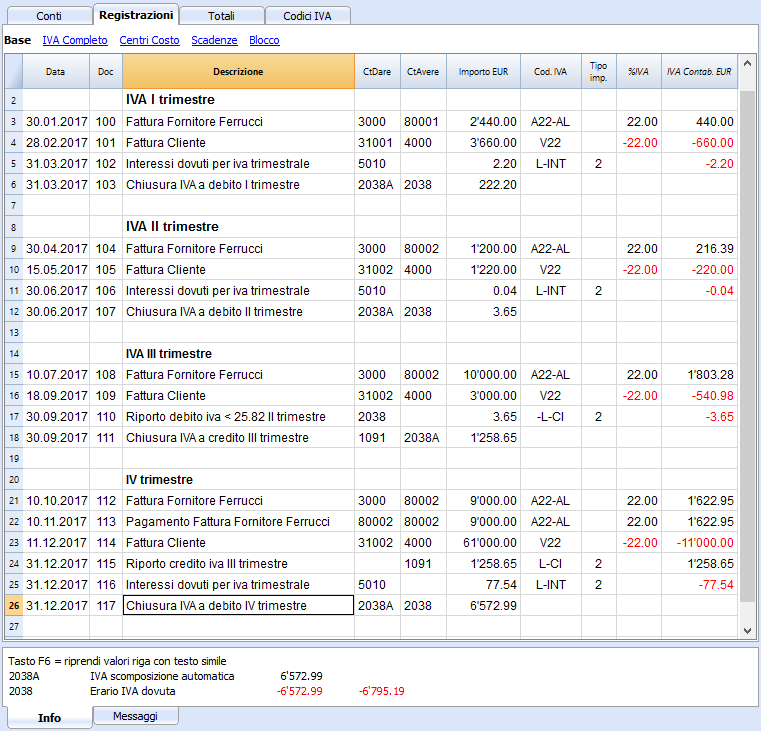 Conti Registrazioni Totali Codici IVA
Base IVA Completo Centri Costo Scadenze Blocco
Data Doc Descrizione CtDare CtAvere Importo EUR Cod. IVA Tipo imp. %IVA IVA Contab. EUR
2 IVA I trimestre
3 30.01.2017 100 Fattura Fornitore Ferrucci 3000 80001 2'440.00 A22-AL 22.00 440.00
4 28.02.2017 101 Fattura Cliente 31001 4000 3'660.00 V22 -22.00 -660.00
5 31.03.2017 102 Interessi dovuti per iva trimestrale 5010 2.20 L-INT 2 -2.20
6 31.03.2017 103 Chiusura IVA a debito I trimestre 2038A 2038 222.20
7
8 IVA II trimestre
9 30.04.2017 104 Fattura Fornitore Ferrucci 3000 80002 1'200.00 A22-AL 22.00 216.39
10 15.05.2017 105 Fattura Cliente 31002 4000 1'220.00 V22 -22.00 -220.00
11 30.06.2017 106 Interessi dovuti per iva trimestrale 5010 0.04 L-INT 2 -0.04
12 30.06.2017 107 Chiusura IVA a debito II trimestre 2038A 2038 3.65
13
14 IVA III trimestre
15 10.07.2017 108 Fattura Fornitore Ferrucci 3000 80002 10'000.00 A22-AL 22.00 1'803.28
16 18.09.2017 109 Fattura Cliente 31002 4000 3'000.00 V22 -22.00 -540.98
17 30.09.2017 110 Riporto debito iva < 25.82 II trimestre 2038 3.65 -L-CI 2 -3.65
18 30.09.2017 111 Chiusura IVA a credito III trimestre 1091 2038A 1'258.65
19
20 IV trimestre
21 10.10.2017 112 Fattura Fornitore Ferrucci 3000 80002 9'000.00 A22-AL 22.00 1'622.95
22 10.11.2017 113 Pagamento Fattura Fornitore Ferrucci 80002 80002 9'000.00 A22-AL 22.00 1'622.95
23 11.12.2017 114 Fattura Cliente 31002 4000 61'000.00 V22 -22.00 -11'000.00
24 31.12.2017 115 Riporto credito iva III trimestre 1091 1'258.65 L-CI 2 1'258.65
25 31.12.2017 116 Interessi dovuti per iva trimestrale 5010 77.54 L-INT 2 -77.54
26 31.12.2017 117 Chiusura IVA a debito IV trimestre 2038A 2038 6'572.99
27
Tasto F6 = riprendi valori riga con testo simile
2038A IVA scomposizione automatica 6'572.99
2038 Erario IVA dovuta -6'572.99 -6'795.19
Info Messaggi